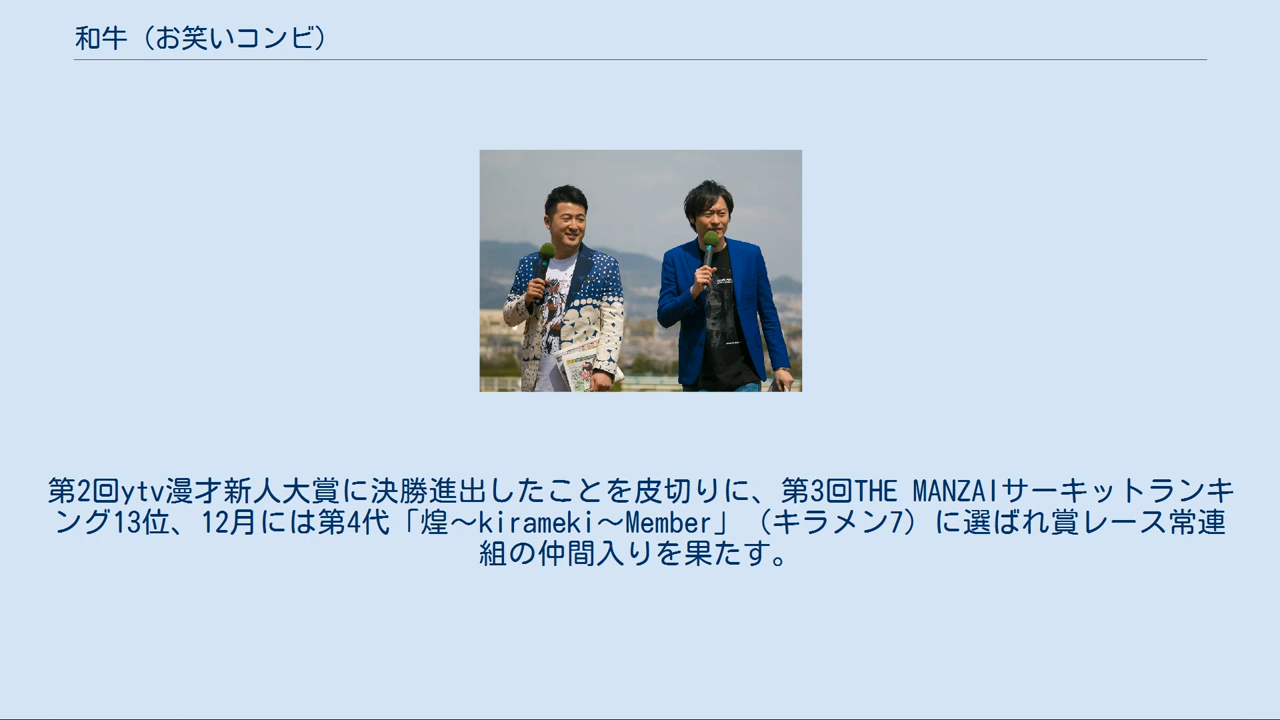 和牛（お笑いコンビ）
第2回ytv漫才新人大賞に決勝進出したことを皮切りに、第3回THE MANZAIサーキットランキ
ング13位、12月には第4代「煌～kirameki～Member」（キラメン7）に選ばれ賞レース常連
組の仲間入りを果たす。